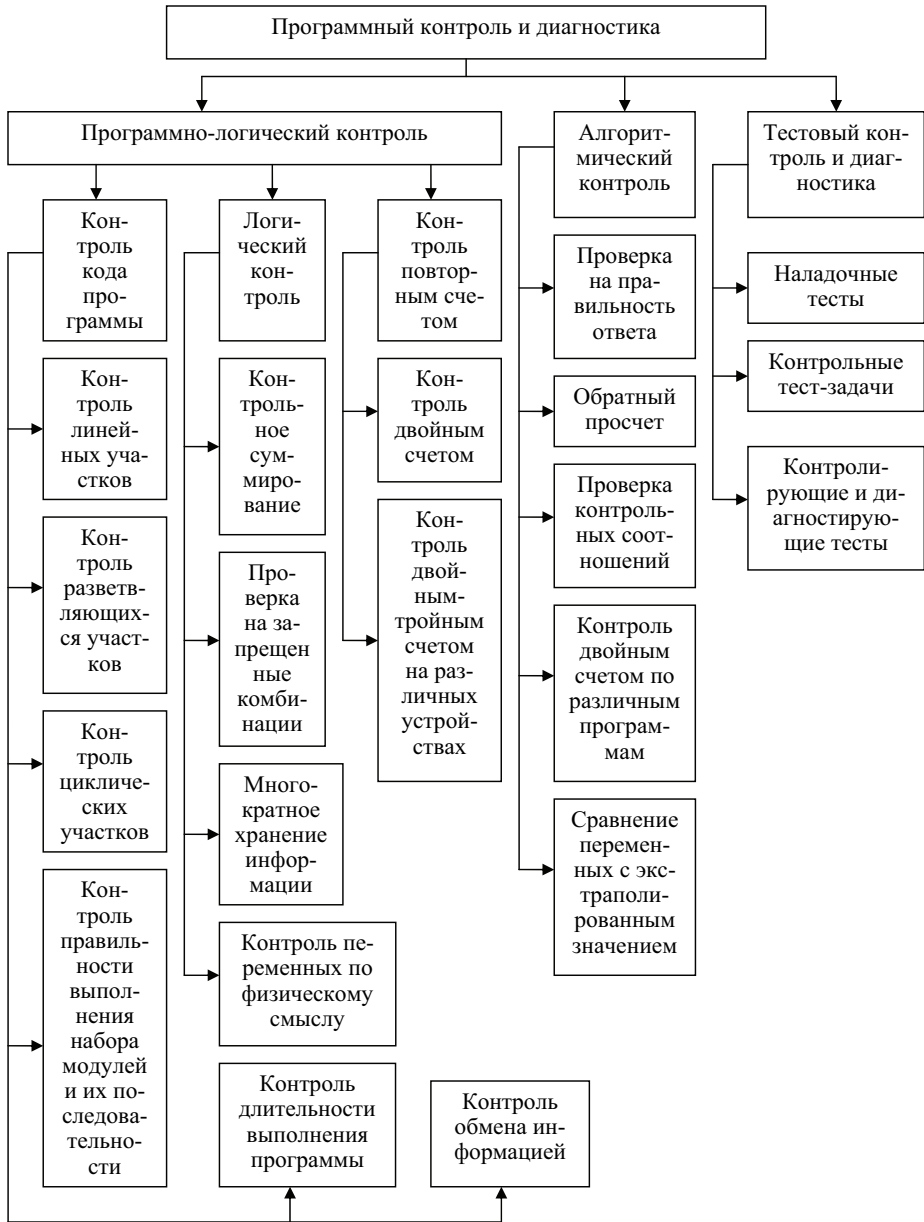 Программный контроль и диагностика
Программно-логический контроль
Алгорит-
мический
контроль
Тестовый кон-
троль и диаг-
ностика
Кон-
троль
кода
про-
граммы
Логи-
ческий
кон-
троль
Кон-
троль
повтор-
ным сче-
том
Проверка
на пра-
вильность
ответа
Наладочные
тесты
Кон-
троль
линей-
ных уча-
стков
Кон-
троль-
ное
сум-
миро-
вание
Кон-
троль
двойным
счетом
Обратный
просчет
Контрольные
тест-задачи
Проверка
контроль-
ных соот-
ношений
Контроли-
рующие и ди-
агностирую-
щие тесты
Кон-
троль
разветв-
ляющих-
ся участ-
ков
Про-
верка
на за-
прещен
ные
комби-
нации
Кон-
троль
двой-
ным-
тройным
счетом
на раз-
личных
устрой-
ствах
Контроль
двойным
счетом по
различным
програм-
мам
Кон-
троль
цикличе-
ских
участков
Много-
кратное
хранение
инфор-
мации
Сравнение
перемен-
ных с экс-
траполи-
рованным
значением
Кон-
троль
правиль-
ности
выпол-
нения
набора
модулей
и их по-
следова-
тельно-
сти
Контроль пе-
ременных по
физическому
смыслу
Контроль
длительности
выполнения
программы
Контроль
обмена ин-
формацией